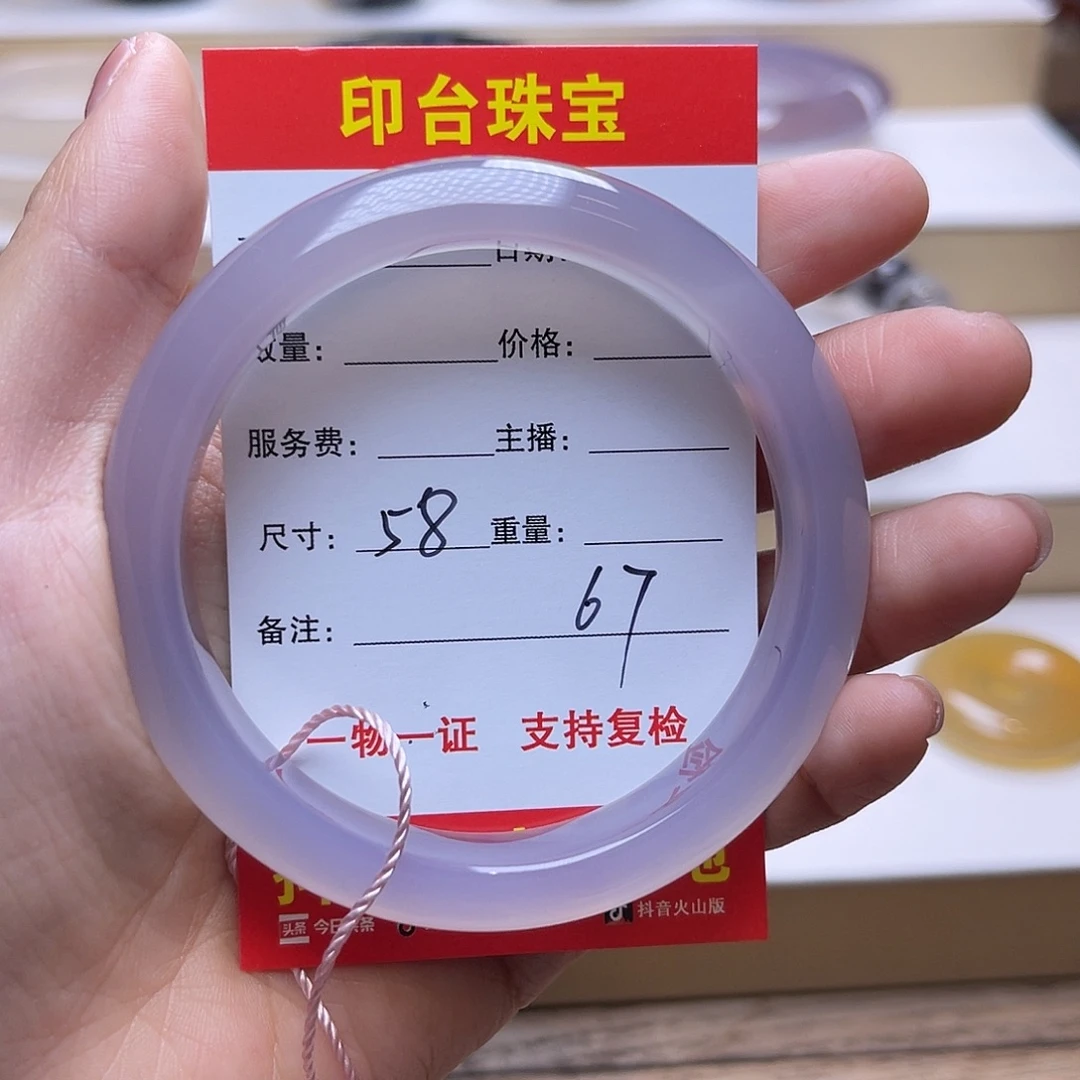 印台珠宝
日期:
数量: 价格:
服务费: 主播:
尺寸: 58 重量:
备注: 67
一物一证 支持复检
头条 今日头条 抖音火山版